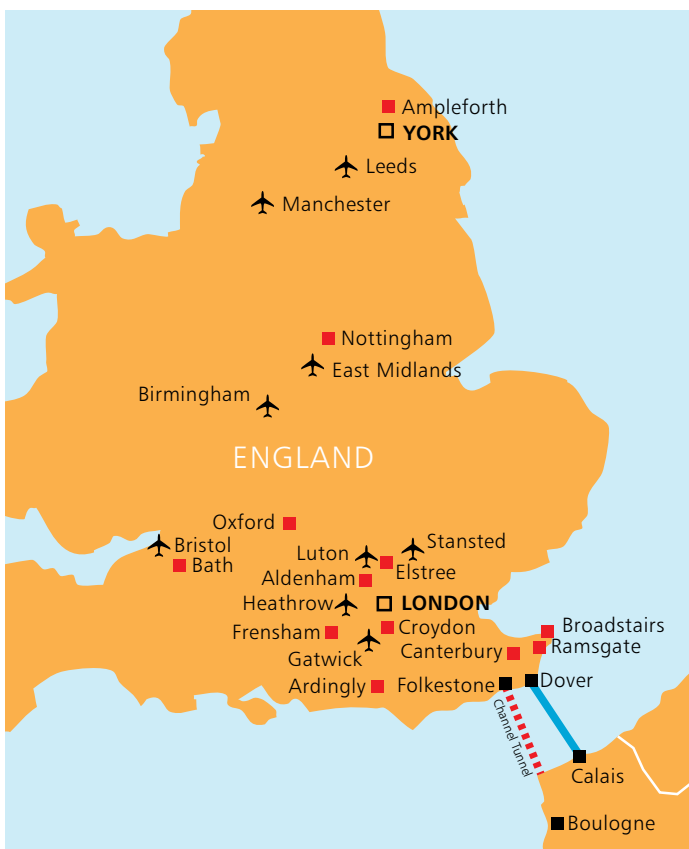 Ampleforth
YORK
Leeds
Manchester
Nottingham
East Midlands
Birmingham
ENGLAND
Oxford
Bristol
Bath
Luton
Stansted
Elstree
Aldenham
Heathrow
LONDON
Frensham
Croydon
Broadstairs
Ramsgate
Canterbury
Gatwick
Ardingly
Folkestone
Dover
Channel Tunnel
Calais
Boulogne